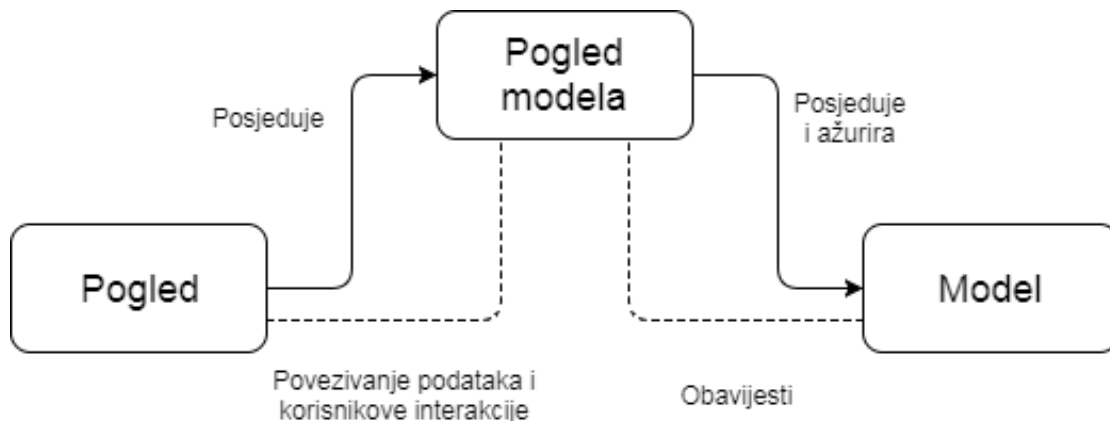 Pogled
modela
Posjeduje
Posjeduje
i ažurira
Pogled
Model
Povezivanje podataka i
korisnikove interakcije
Obavijesti